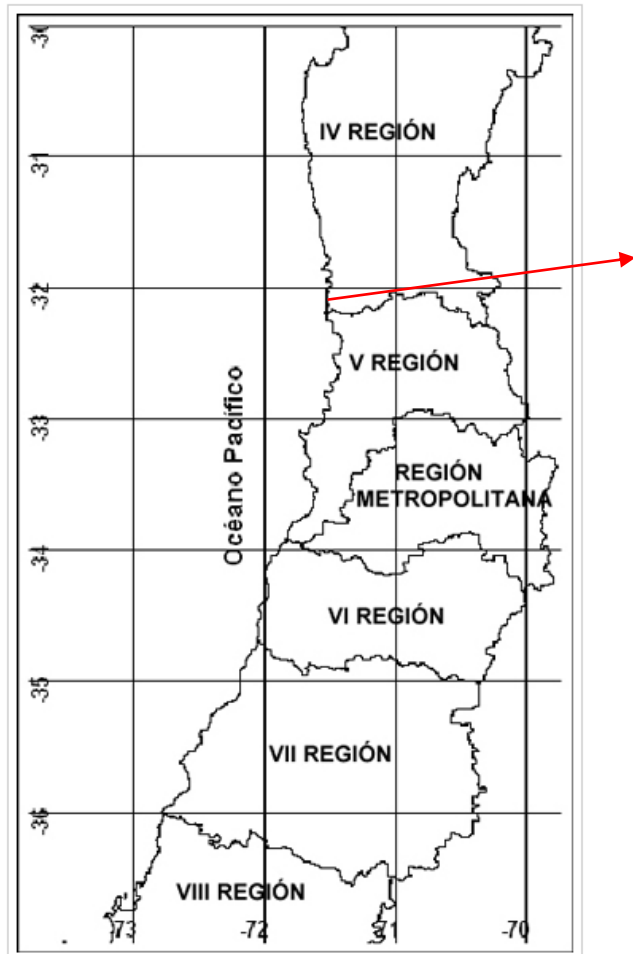 -30
IV REGIÓN
-31
-32
V REGIÓN
-33
Océano Pacífico
REGIÓN
METROPOLITANA
-34
VI REGIÓN
-35
VII REGIÓN
-36
VIII REGIÓN
-73
-72
-71
-70